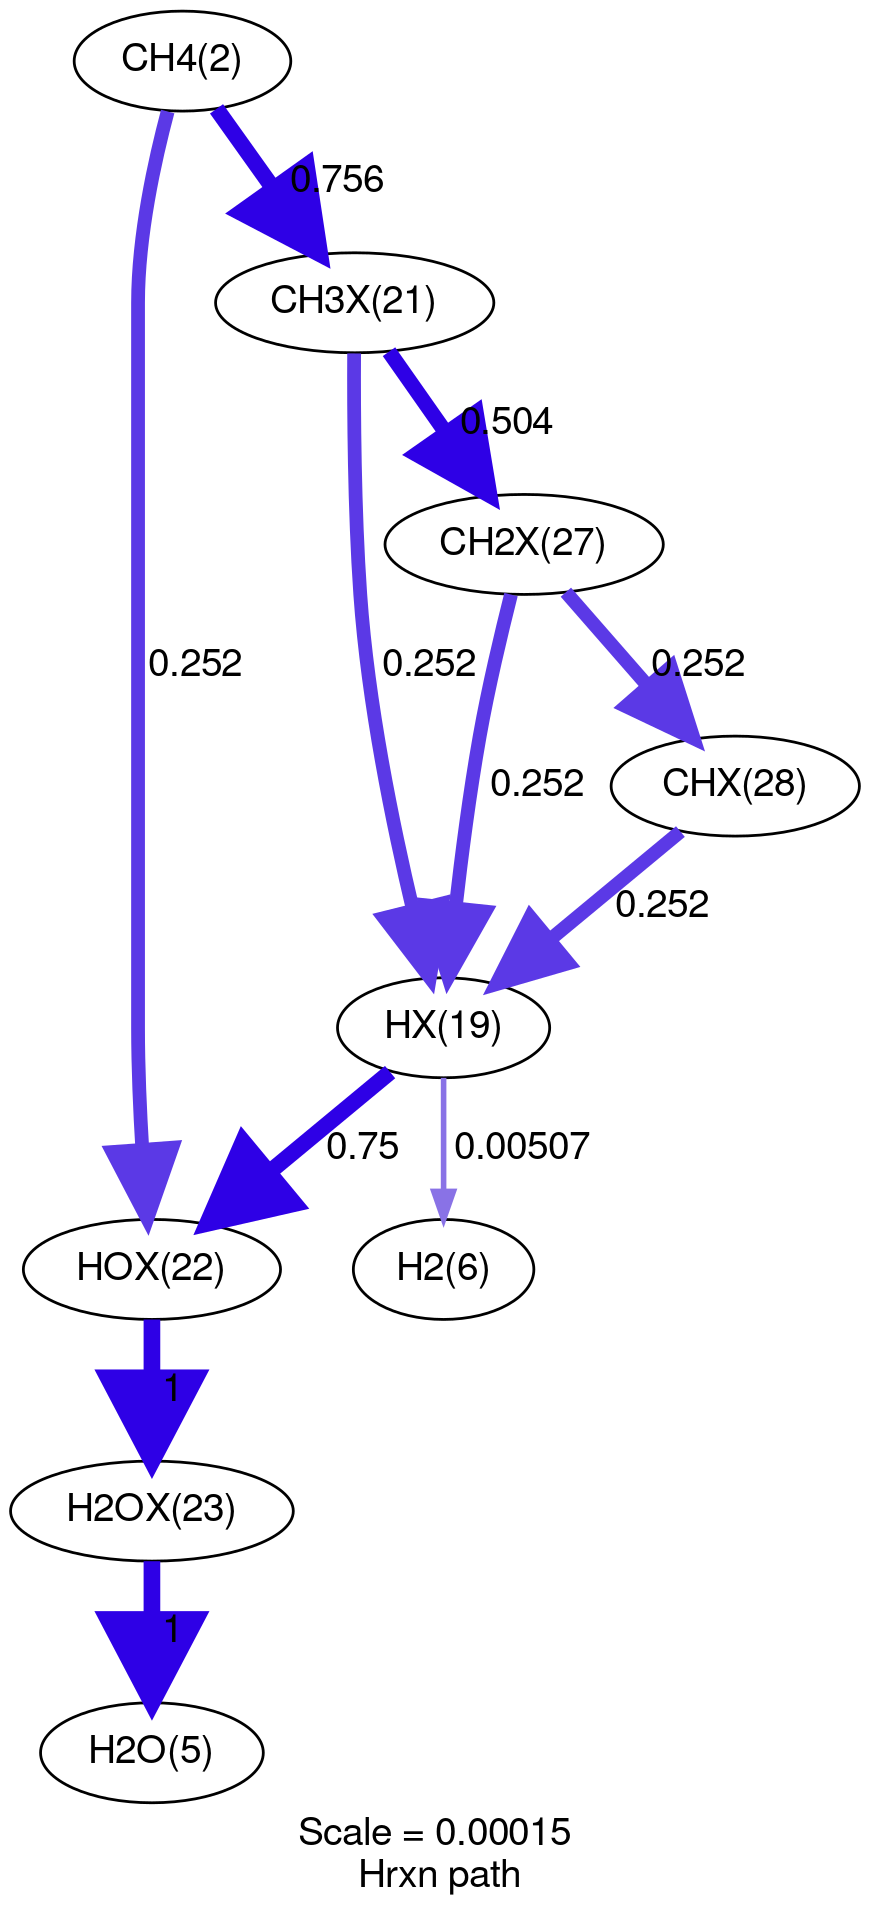 CH4(2)
0.756
CH3X(21)
0.504
CH2X(27)
0.252
0.252
0.252
0.252
CHX(28)
0.252
HX(19)
0.75
0.00507
HOX(22)
H2(6)
1
H2OX(23)
1
H2O(5)
Scale = 0.00015
Hrxn path